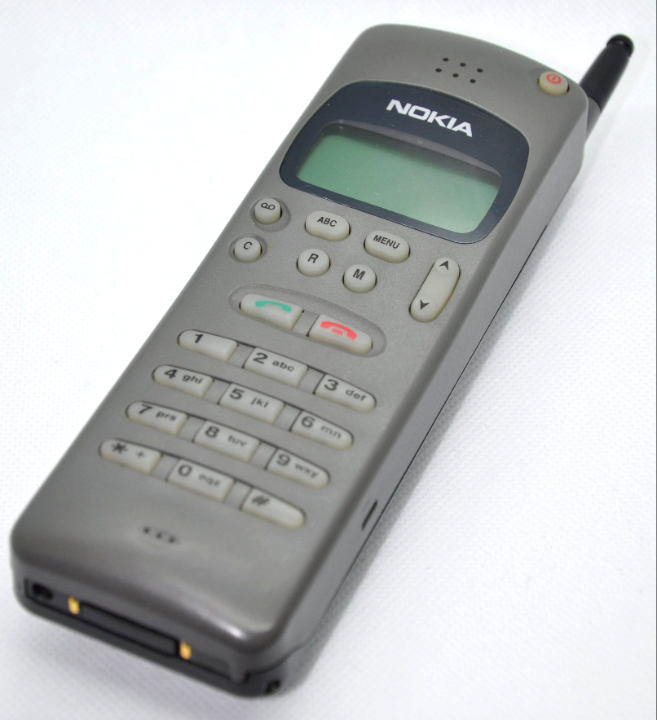 NOKIA
ABC
MENU
C
R
M
1
2 abc
3 def
4 ghi
5 jkl
6 mn
7 prs
8 tuv
9 wxy
* +
0 oqz
#